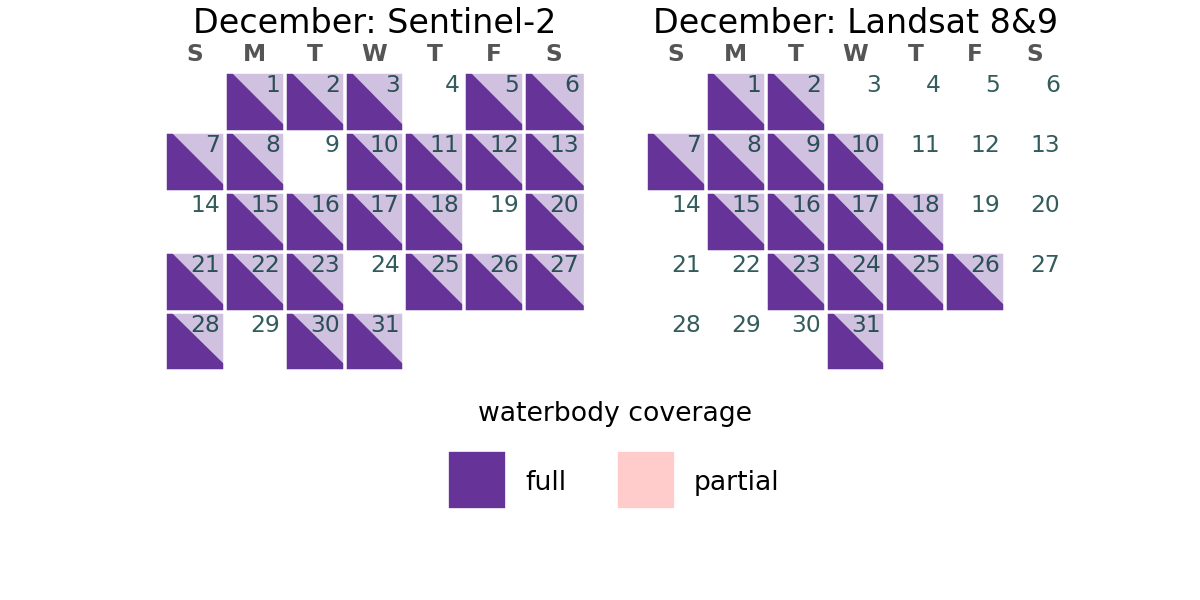 December: Sentinel-2
S M T W T F S
1 2 3 4 5 6
7 8 9 10 11 12 13
14 15 16 17 18 19 20
21 22 23 24 25 26 27
28 29 30 31
December: Landsat 8&9
S M T W T F S
1 2 3 4 5 6
7 8 9 10 11 12 13
14 15 16 17 18 19 20
21 22 23 24 25 26 27
28 29 30 31
waterbody coverage
full partial